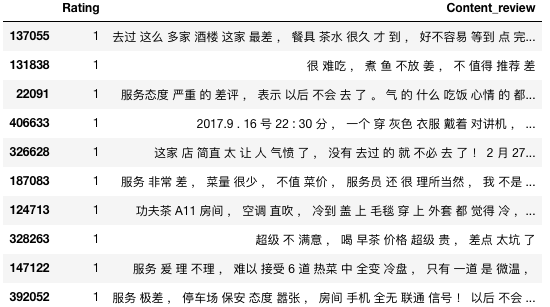 Rating Content_review
137055 1 去过 这么 多家 酒楼 这家 最差 ， 餐具 茶水 很久 才 到 ， 好不容易 等到 点 完...
131838 1 很 难吃 ， 煮 鱼 不放 姜 ， 不 值得 推荐 差
22091 1 服务态度 严重 的 差评 ， 表示 以后 不会 去 了 。 气 的 什么 吃饭 心情 的 都...
406633 1 2017.9 . 16 号 22 : 30 分 ， 一个 穿 灰色 衣服 戴着 对讲机 ， ...
326628 1 这家 店 简直 太 让 人 气愤 了 ， 没有 去过 的 就 不必 去 了 ！ 2 月 27...
187083 1 服务 非常 差 ， 菜量 很少 ， 不值 菜价 ， 服务员 还 很 理所当然 ， 我 不是 ...
124713 1 功夫茶 A11 房间 ， 空调 直吹 ， 冷到 盖 上 毛毯 穿 上 外套 都 觉得 冷 ， ...
328263 1 超级 不 满意 ， 喝 早茶 价格 超级 贵 ， 差点 太坑 了
147122 1 服务 爱 理 不理 ， 难以 接受 6 道 热菜 中 全变 冷盘 ， 只有 一道 是 微温 ，
392052 1 服务 极差 ， 停车场 保安 态度 嚣张 ， 房间 手机 全无 联通 信号 ！ 以后 不会 ...